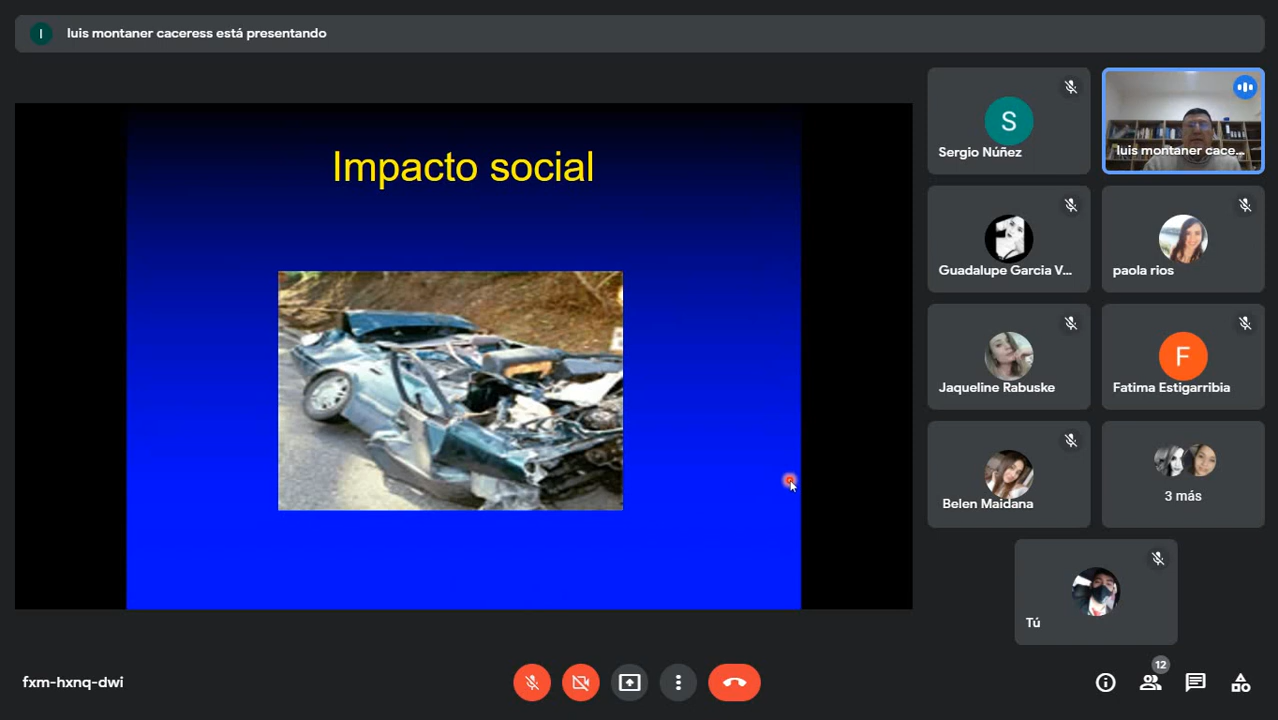 I
luis montaner caceress está presentando
Impacto social
S
Sergio Núñez
luis montaner cace...
Guadalupe Garcia V...
paola rios
Jaqueline Rabuske
F
Fatima Estigarribia
Belen Maidana
3 más
Tú
fxm-hxnq-dwi
12